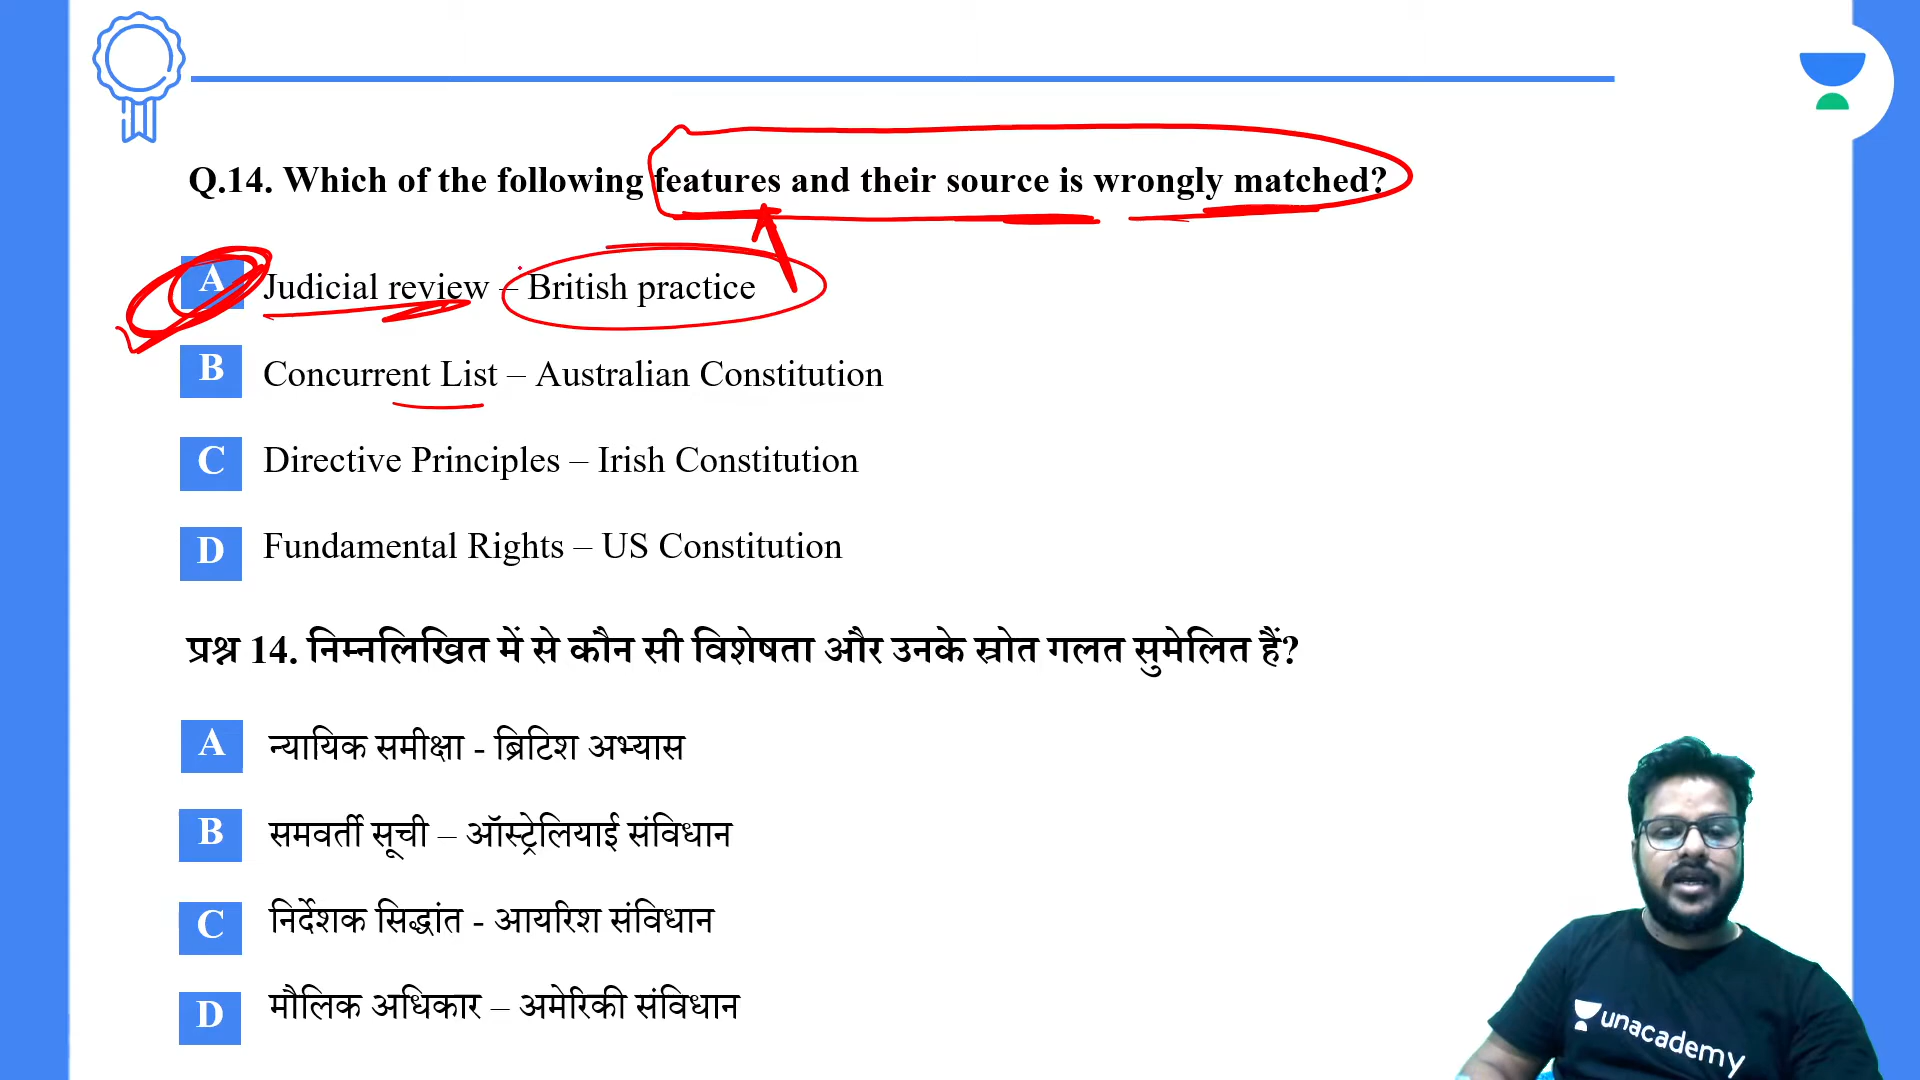 Q.14. Which of the following features and their source is wrongly matched?
A Judicial review – British practice
B Concurrent List – Australian Constitution
C Directive Principles – Irish Constitution
D Fundamental Rights – US Constitution
प्रश्न 14. निम्नलिखित में से कौन सी विशेषता और उनके स्रोत गलत सुमेलित हैं?
A न्यायिक समीक्षा - ब्रिटिश अभ्यास
B समवर्ती सूची – ऑस्ट्रेलियाई संविधान
C निर्देशक सिद्धांत - आयरिश संविधान
D मौलिक अधिकार – अमेरिकी संविधान
unacademy